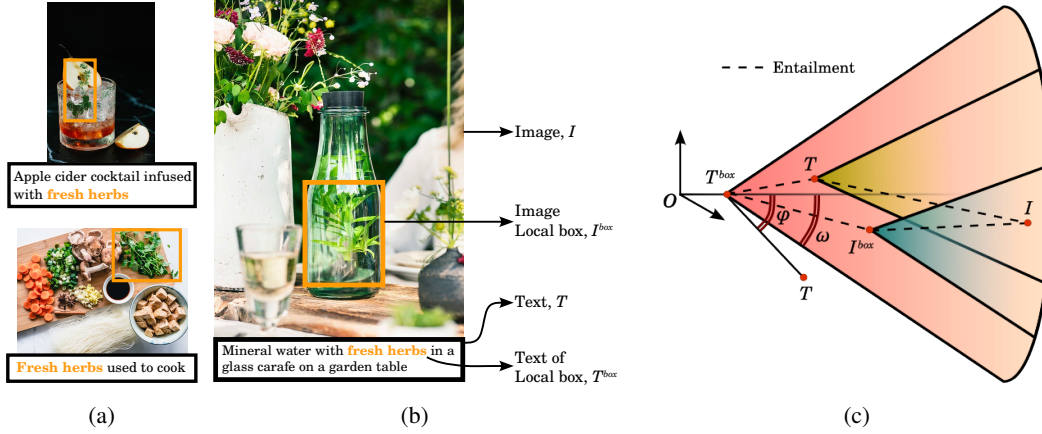 Apple cider cocktail infused
with fresh herbs
Fresh herbs used to cook
(a)
Image, I
Image
Local box, I^box
Text, T
Text of
Local box, T^box
Mineral water with fresh herbs in a
glass carafe on a garden table
(b)
Entailment
O
T^box
T
φ
ω
I^box
I
T
(c)